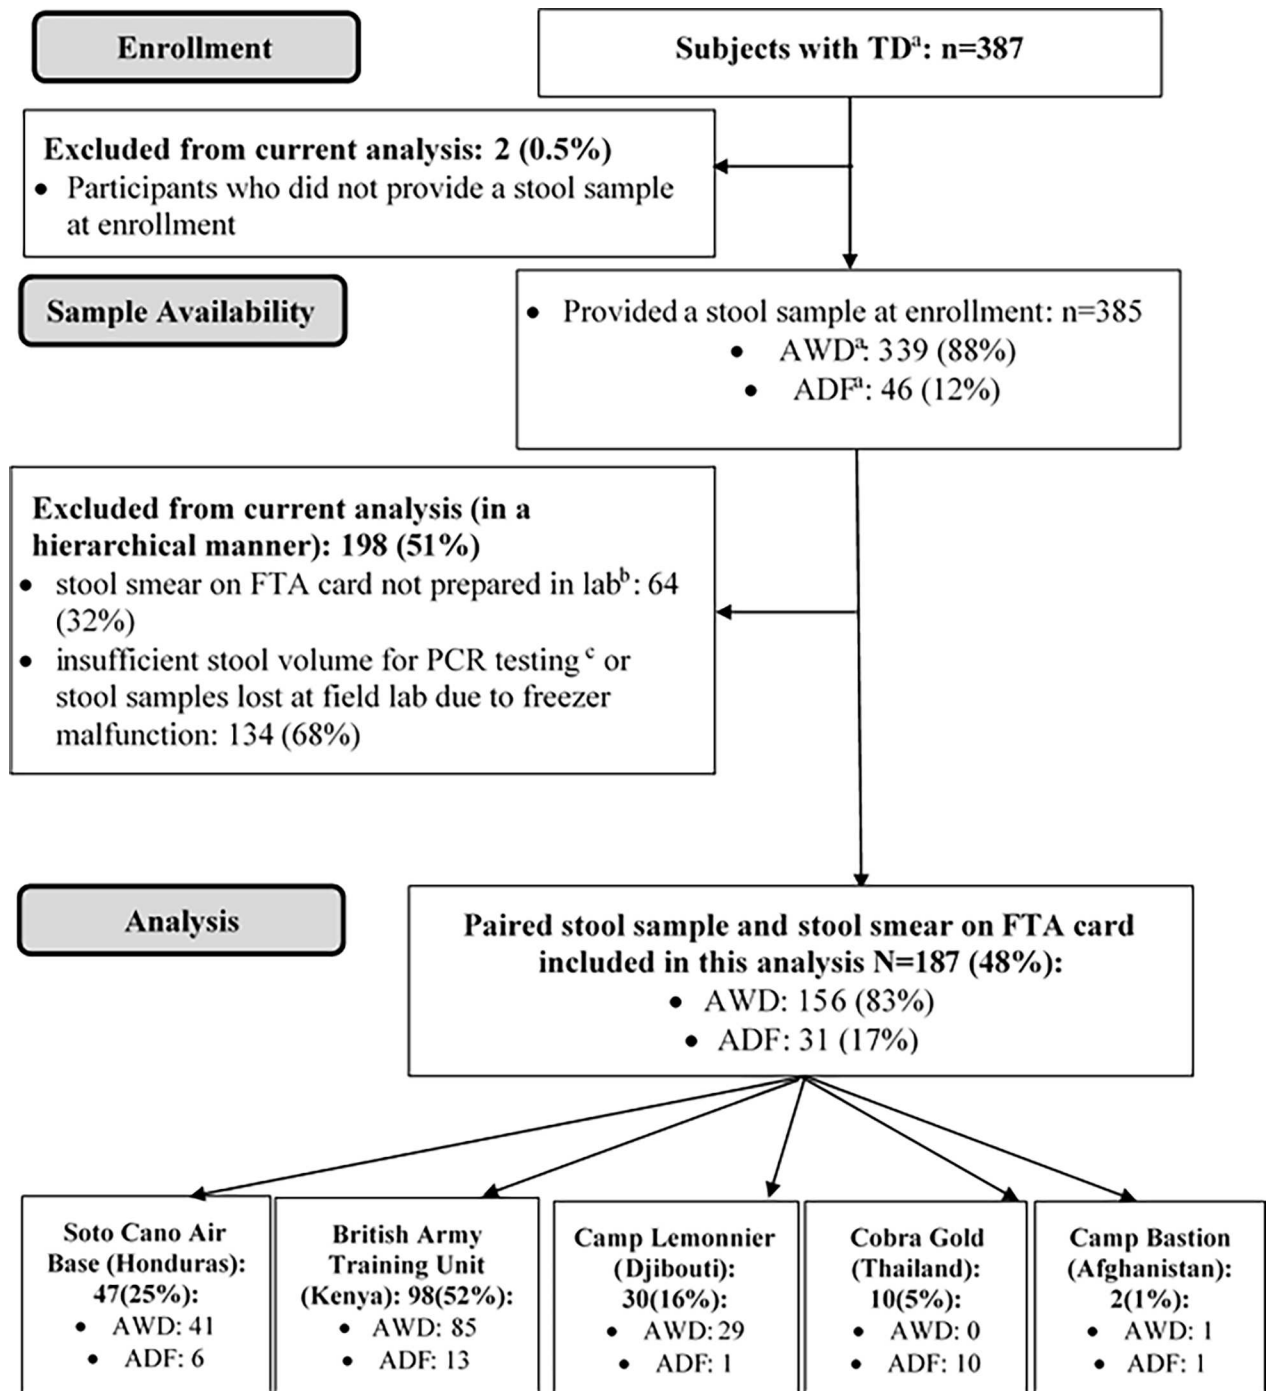 Enrollment
Subjects with TDᵃ: n=387
Excluded from current analysis: 2 (0.5%)
• Participants who did not provide a stool sample
at enrollment
Sample Availability
• Provided a stool sample at enrollment: n=385
• AWDᵃ: 339 (88%)
• ADFᵃ: 46 (12%)
Excluded from current analysis (in a
hierarchical manner): 198 (51%)
• stool smear on FTA card not prepared in labᵇ: 64
(32%)
• insufficient stool volume for PCR testing ᶜ or
stool samples lost at field lab due to freezer
malfunction: 134 (68%)
Analysis
Paired stool sample and stool smear on FTA card
included in this analysis N=187 (48%):
• AWD: 156 (83%)
• ADF: 31 (17%)
Soto Cano Air
Base (Honduras):
47(25%):
• AWD: 41
• ADF: 6
British Army
Training Unit
(Kenya): 98(52%):
• AWD: 85
• ADF: 13
Camp Lemonnier
(Djibouti):
30(16%):
• AWD: 29
• ADF: 1
Cobra Gold
(Thailand):
10(5%):
• AWD: 0
• ADF: 10
Camp Bastion
(Afghanistan):
2(1%):
• AWD: 1
• ADF: 1